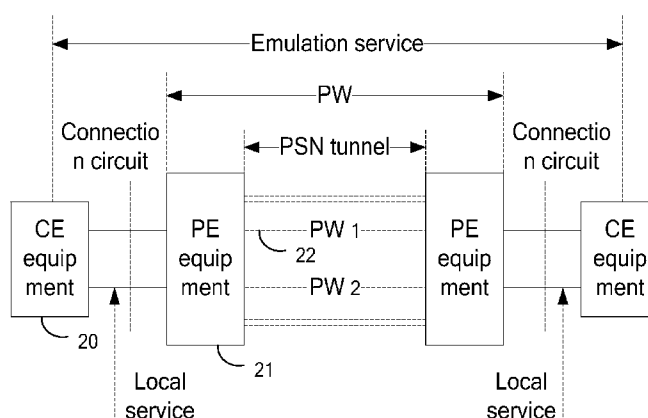 Emulation service
PW
Connectio
n circuit
PSN tunnel
Connectio
n circuit
CE
equip
ment
PE
equip
ment
PW 1
22
PW 2
PE
equip
ment
CE
equip
ment
20
21
Local
service
Local
service